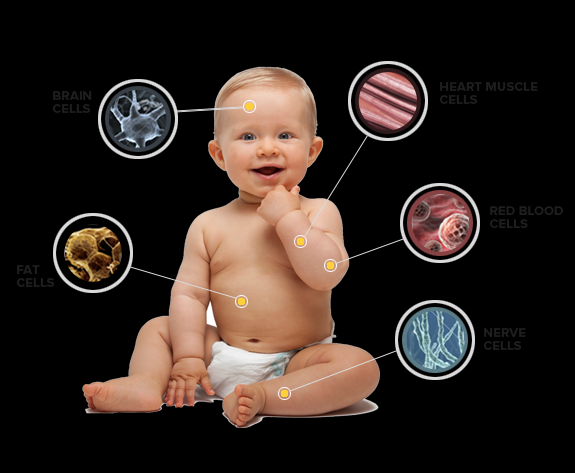 BRAIN
CELLS
HEART MUSCLE
CELLS
RED BLOOD
CELLS
FAT
CELLS
NERVE
CELLS